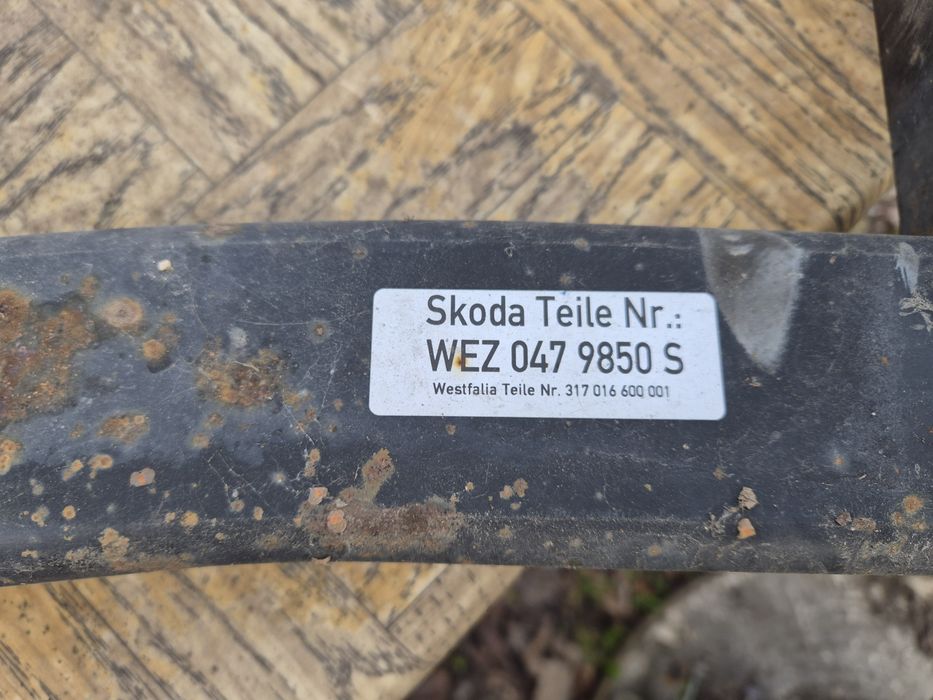 Skoda Teile Nr.:
WEZ 047 9850 S
Westfalia Teile Nr. 317 016 600 001